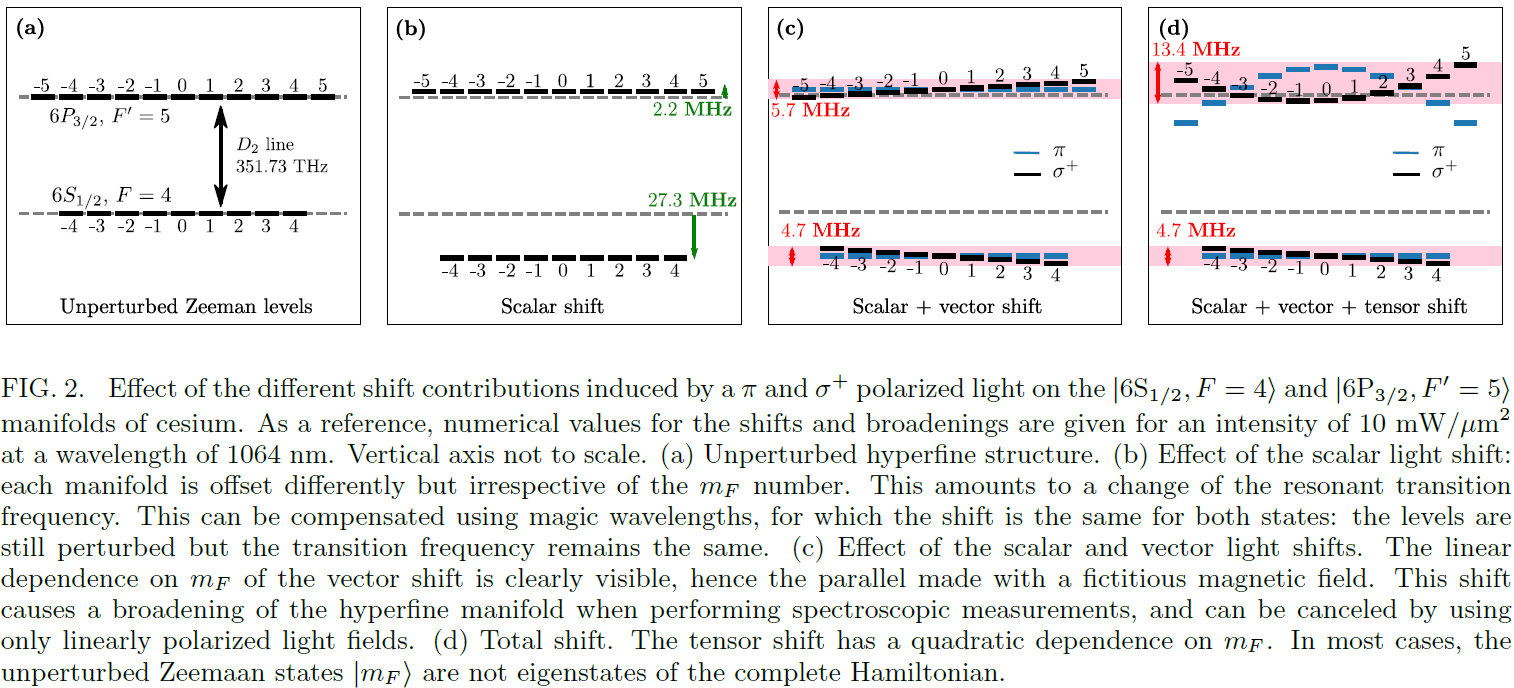 (a)
-5 -4 -3 -2 -1 0 1 2 3 4 5
6P3/2, F′ = 5
D2 line
351.73 THz
6S1/2, F = 4
-4 -3 -2 -1 0 1 2 3 4
Unperturbed Zeeman levels
(b)
-5 -4 -3 -2 -1 0 1 2 3 4 5
2.2 MHz
27.3 MHz
-4 -3 -2 -1 0 1 2 3 4
Scalar shift
(c)
-5 -4 -3 -2 -1 0 1 2 3 4 5
5.7 MHz
π
σ+
4.7 MHz
-4 -3 -2 -1 0 1 2 3 4
Scalar + vector shift
(d)
13.4 MHz
-5 -4 -3 -2 -1 0 1 2 3 4 5
π
σ+
4.7 MHz
-4 -3 -2 -1 0 1 2 3 4
Scalar + vector + tensor shift
FIG. 2. Effect of the different shift contributions induced by a π and σ+ polarized light on the |6S1/2, F = 4⟩ and |6P3/2, F′ = 5⟩
manifolds of cesium. As a reference, numerical values for the shifts and broadenings are given for an intensity of 10 mW/μm2
at a wavelength of 1064 nm. Vertical axis not to scale. (a) Unperturbed hyperfine structure. (b) Effect of the scalar light shift:
each manifold is offset differently but irrespective of the mF number. This amounts to a change of the resonant transition
frequency. This can be compensated using magic wavelengths, for which the shift is the same for both states: the levels are
still perturbed but the transition frequency remains the same. (c) Effect of the scalar and vector light shifts. The linear
dependence on mF of the vector shift is clearly visible, hence the parallel made with a fictitious magnetic field. This shift
causes a broadening of the hyperfine manifold when performing spectroscopic measurements, and can be canceled by using
only linearly polarized light fields. (d) Total shift. The tensor shift has a quadratic dependence on mF. In most cases, the
unperturbed Zeemaan states |mF⟩ are not eigenstates of the complete Hamiltonian.